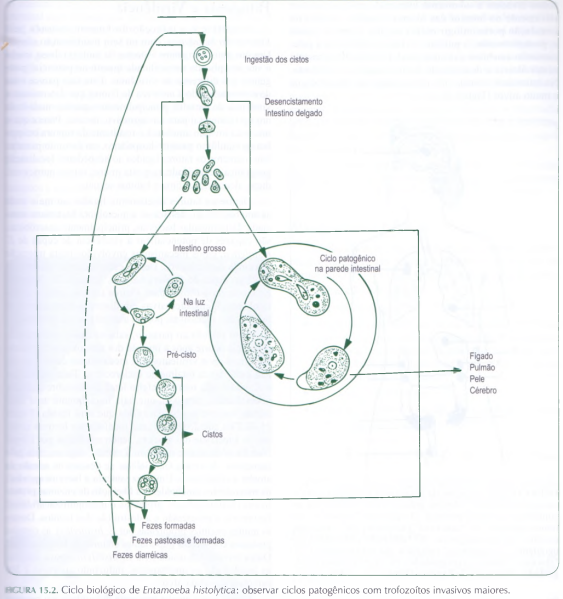 Ingestão dos cistos
Desencistamento
Intestino delgado
Intestino grosso
Na luz
intestinal
Ciclo patogênico
na parede intestinal
Pré-cisto
Fígado
Pulmão
Pele
Cérebro
Cistos
Fezes formadas
Fezes pastosas e formadas
Fezes diarréicas
FIGURA 15.2. Ciclo biológico de Entamoeba histolytica: observar ciclos patogênicos com trofozoítos invasivos maiores.